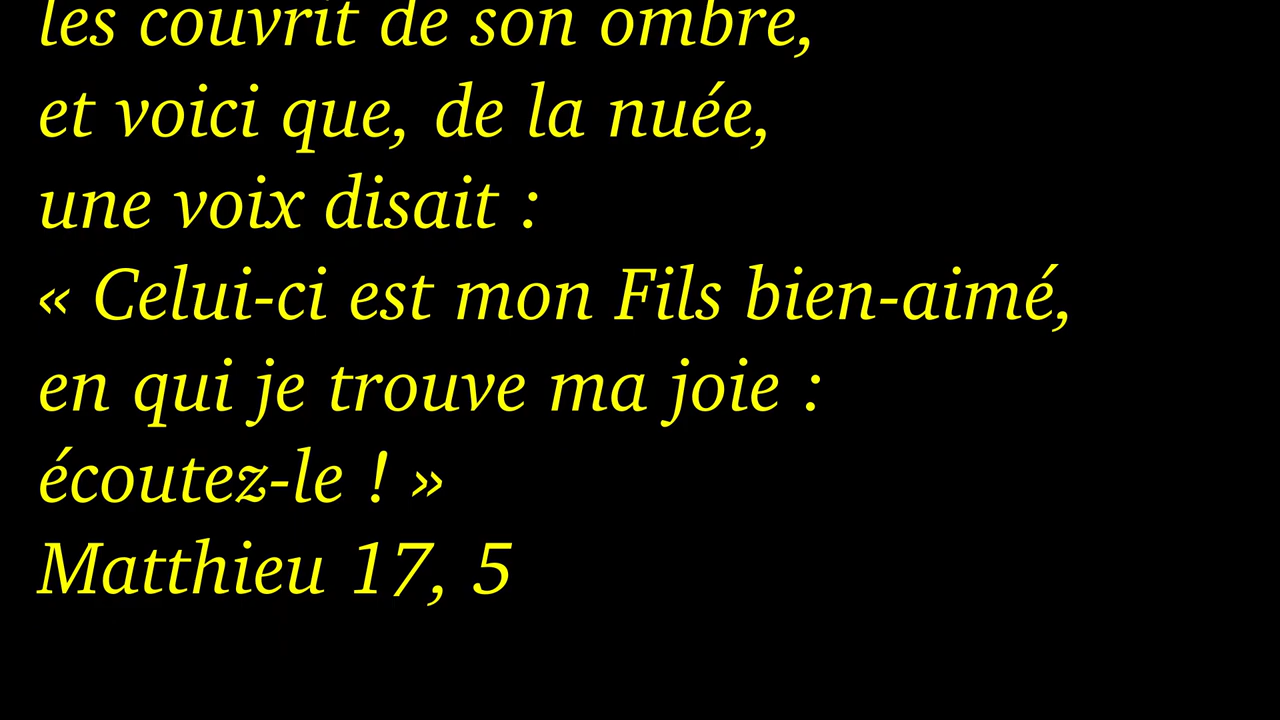 les couvrit de son ombre,
et voici que, de la nuée,
une voix disait :
« Celui-ci est mon Fils bien-aimé,
en qui je trouve ma joie :
écoutez-le ! »
Matthieu 17, 5